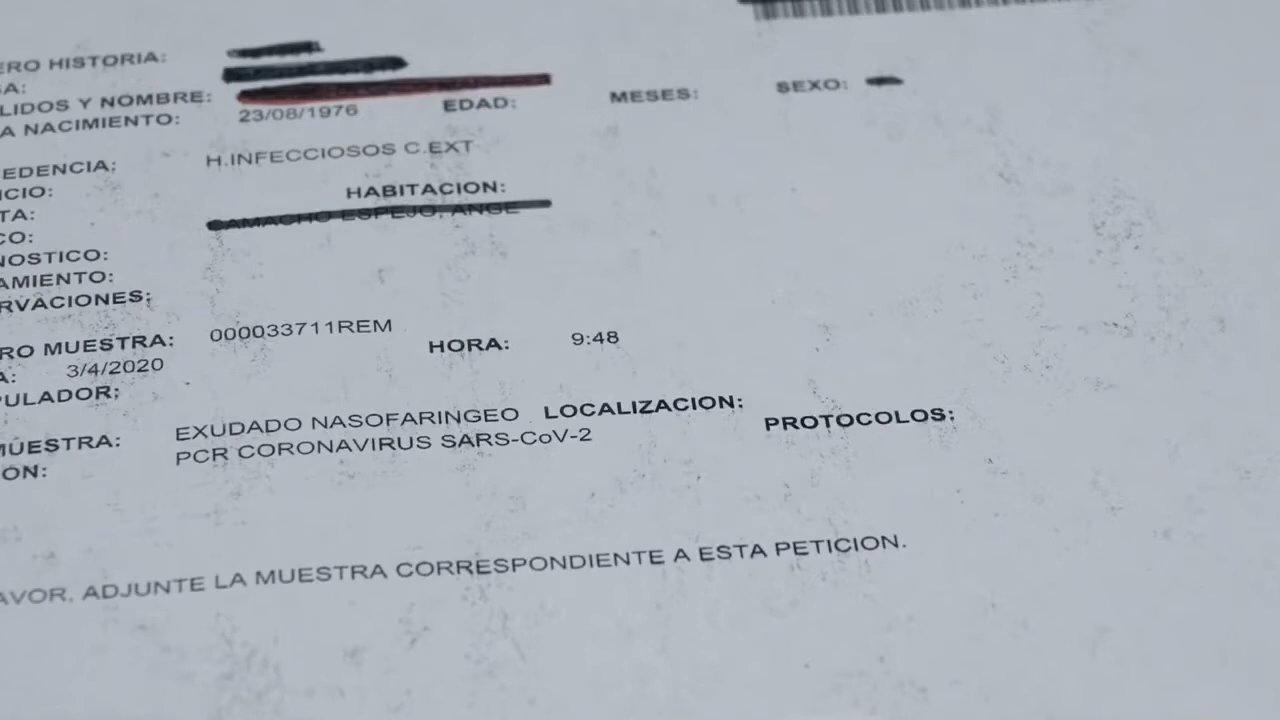 ERO HISTORIA:
SA:
LIDOS Y NOMBRE:
A NACIMIENTO: 23/08/1976 EDAD: MESES: SEXO:
EDENCIA: H.INFECCIOSOS C.EXT
ICIO: HABITACION:
TA:
CO:
NOSTICO:
AMIENTO:
RVACIONES:
RO MUESTRA: 000033711REM HORA: 9:48
A: 3/4/2020
PULADOR:
MUESTRA: EXUDADO NASOFARINGEO LOCALIZACION: PROTOCOLOS:
ON: PCR CORONAVIRUS SARS-CoV-2
AVOR, ADJUNTE LA MUESTRA CORRESPONDIENTE A ESTA PETICION.